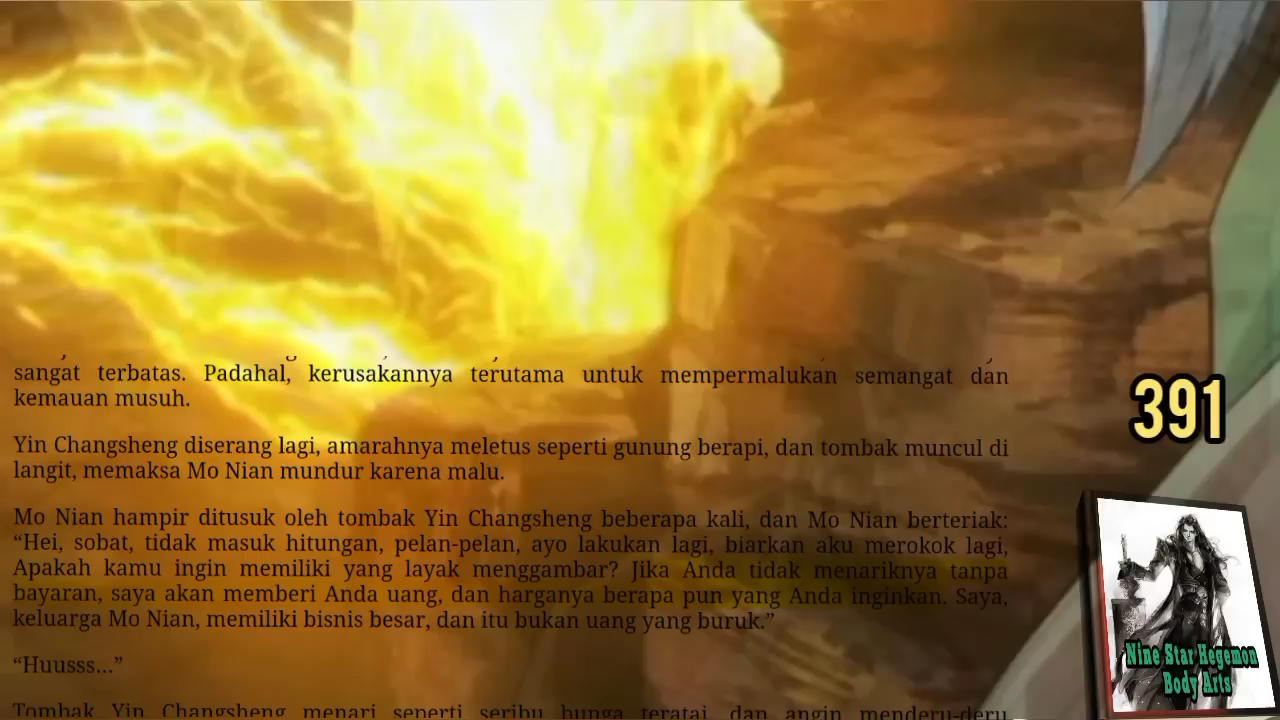 sangat terbatas. Padahal, kerusakannya terutama untuk mempermalukan semangat dan
kemauan musuh.
Yin Changsheng diserang lagi, amarahnya meletus seperti gunung berapi, dan tombak muncul di
langit, memaksa Mo Nian mundur karena malu.
Mo Nian hampir ditusuk oleh tombak Yin Changsheng beberapa kali, dan Mo Nian berteriak:
“Hei, sobat, tidak masuk hitungan, pelan-pelan, ayo lakukan lagi, biarkan aku merokok lagi,
Apakah kamu ingin memiliki yang layak menggambar? Jika Anda tidak menariknya tanpa
bayaran, saya akan memberi Anda uang, dan harganya berapa pun yang Anda inginkan. Saya,
keluarga Mo Nian, memiliki bisnis besar, dan itu bukan uang yang buruk.”
“Huusss...”
Tombak Yin Changsheng menari seperti seribu bunga teratai, dan angin menderu-deru
391
Nine Star Hegemon
Body Arts